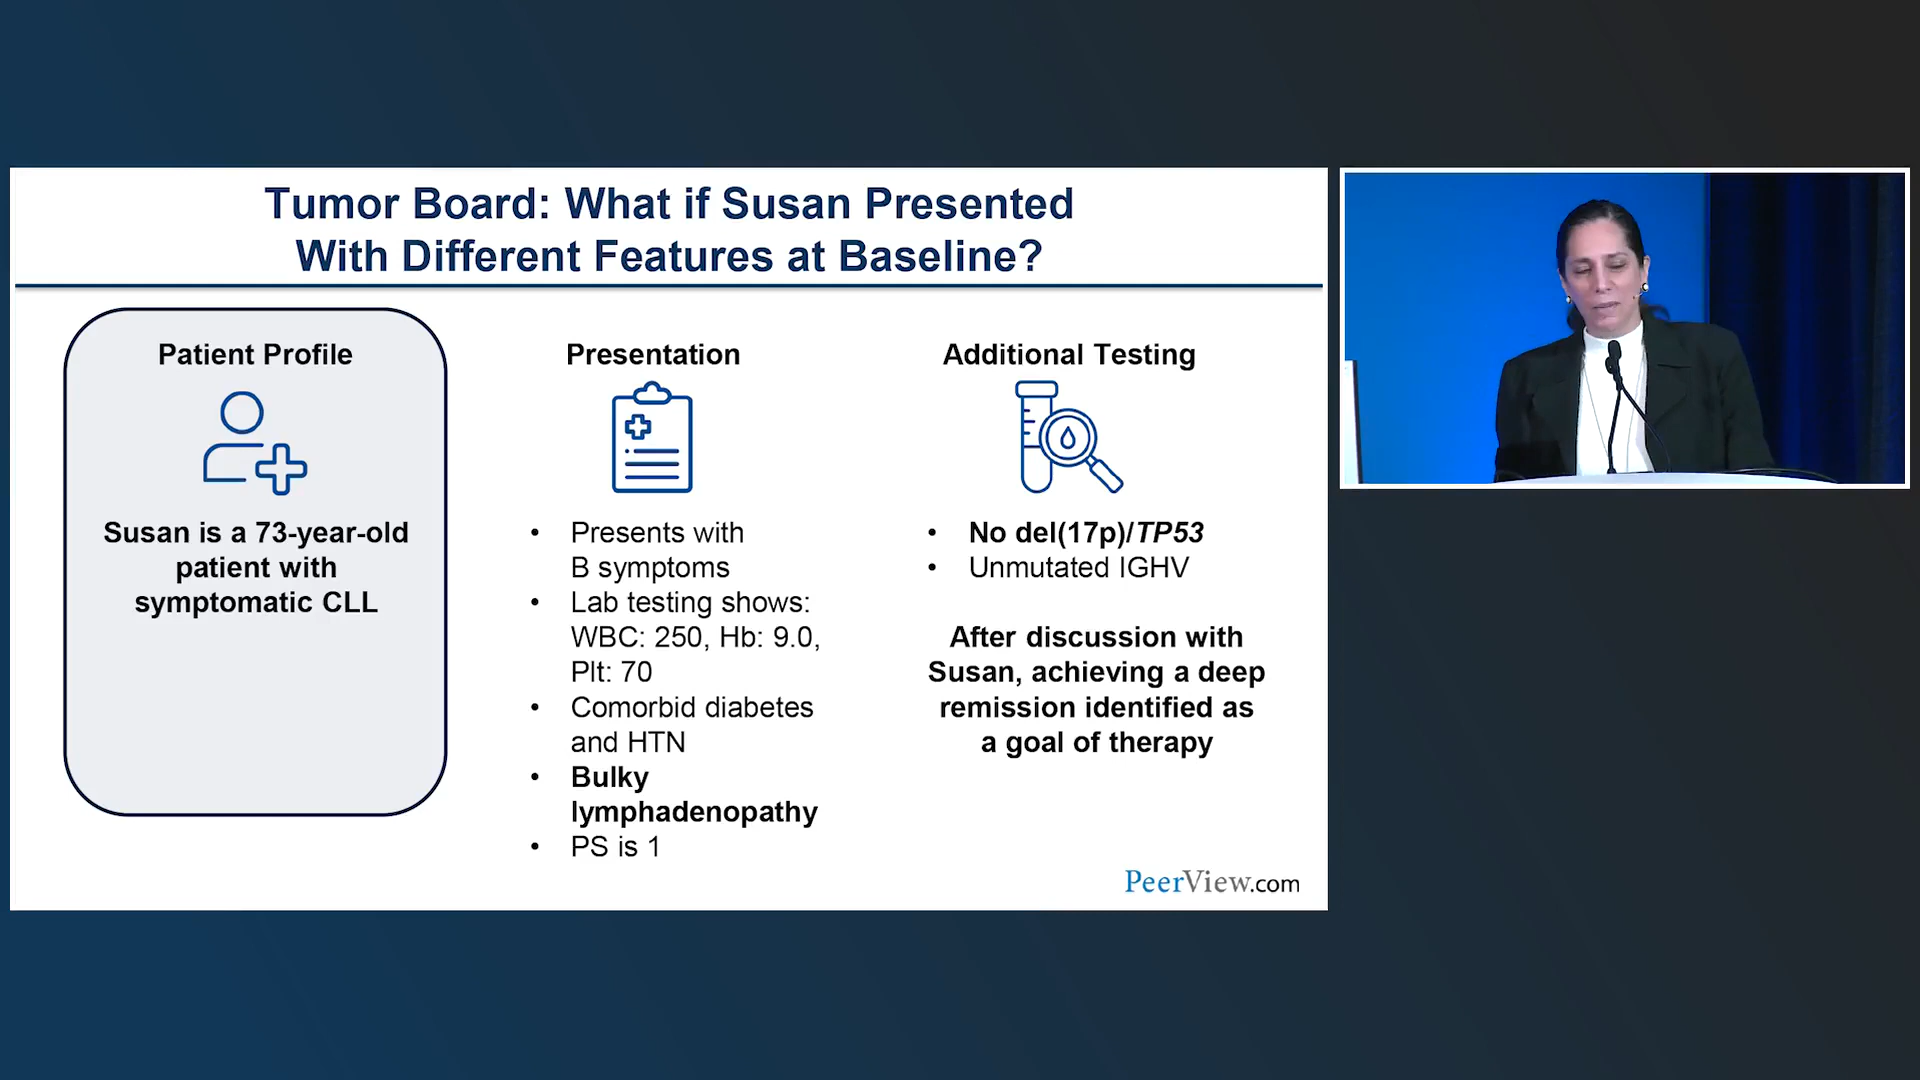 Tumor Board: What if Susan Presented
With Different Features at Baseline?
Patient Profile
Susan is a 73-year-old
patient with
symptomatic CLL
Presentation
• Presents with
B symptoms
• Lab testing shows:
WBC: 250, Hb: 9.0,
Plt: 70
• Comorbid diabetes
and HTN
• Bulky
lymphadenopathy
• PS is 1
Additional Testing
• No del(17p)/TP53
• Unmutated IGHV
After discussion with
Susan, achieving a deep
remission identified as
a goal of therapy
PeerView.com